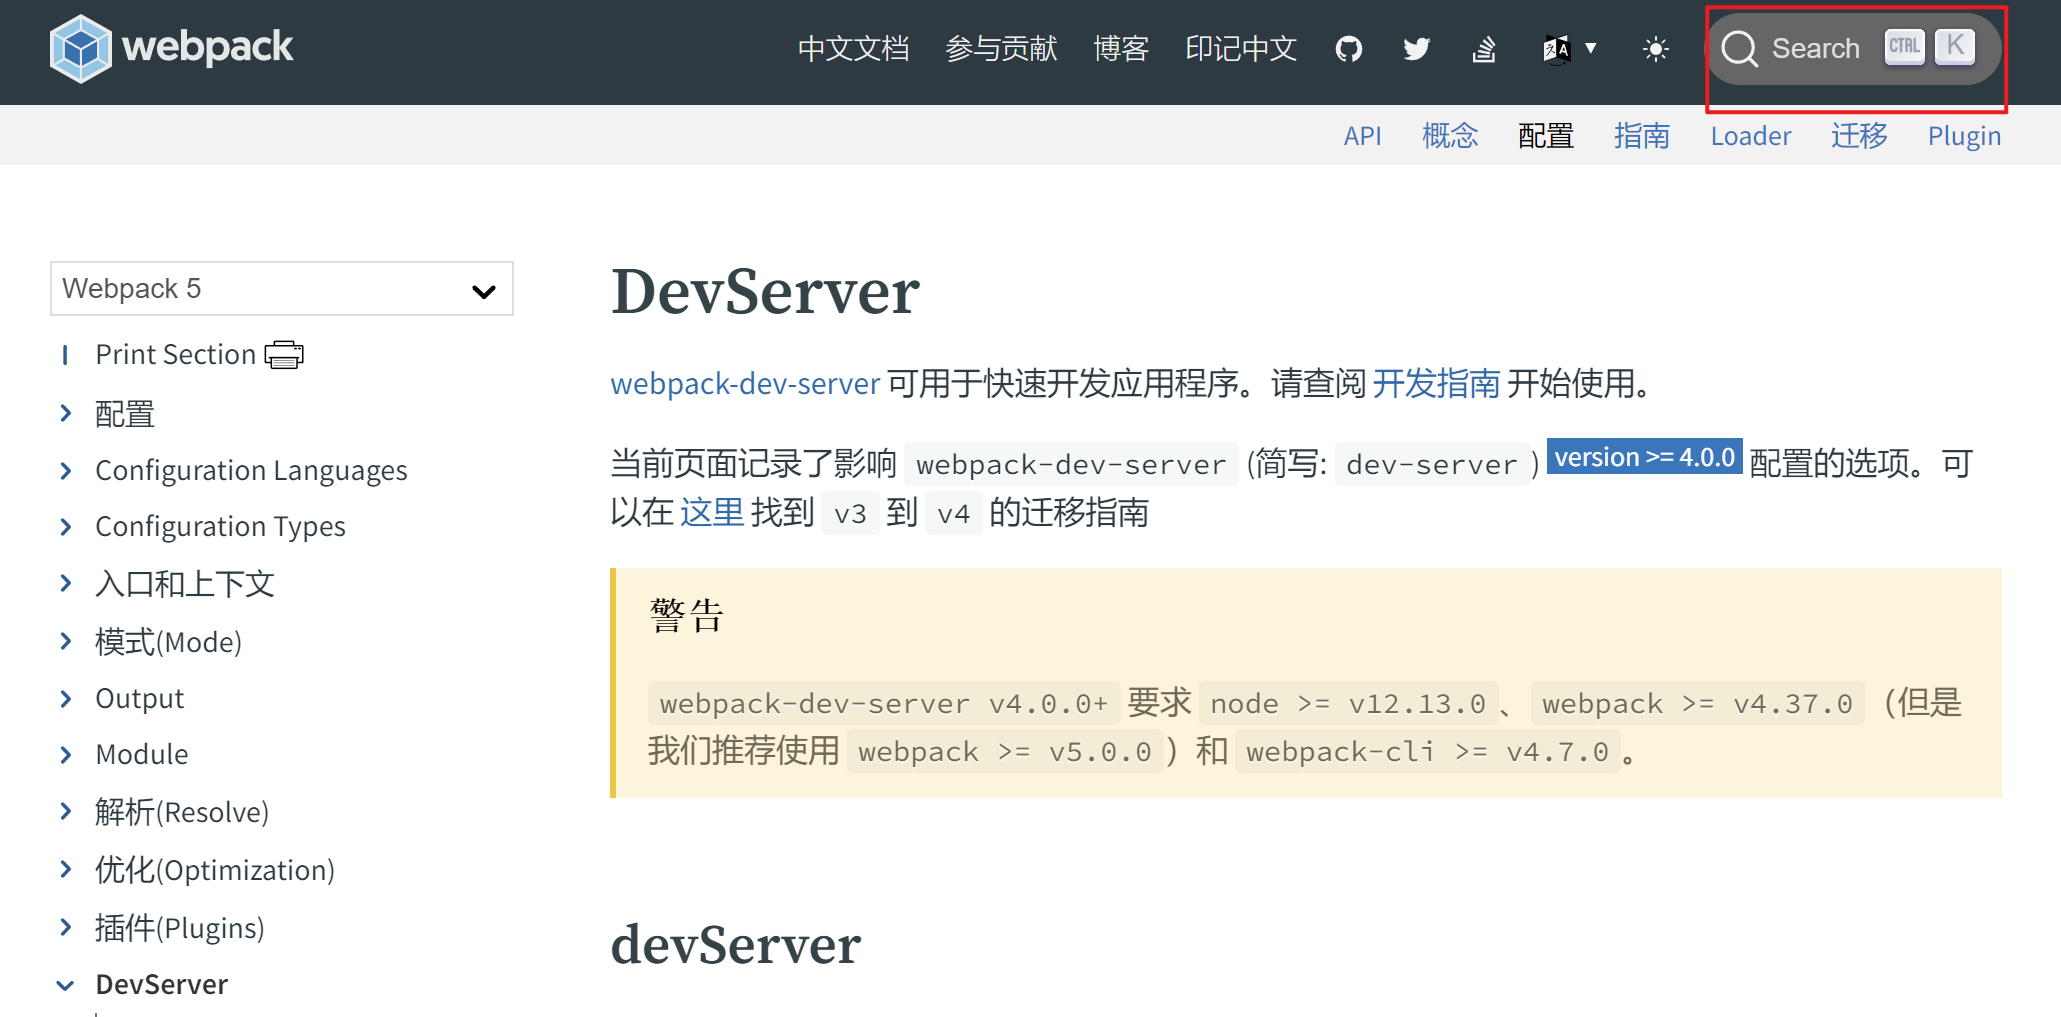 webpack
中文文档 参与贡献 博客 印记中文 Search CTRL K
API 概念 配置 指南 Loader 迁移 Plugin
Webpack 5
Print Section
配置
Configuration Languages
Configuration Types
入口和上下文
模式(Mode)
Output
Module
解析(Resolve)
优化(Optimization)
插件(Plugins)
DevServer
DevServer
webpack-dev-server 可用于快速开发应用程序。请查阅 开发指南 开始使用。
当前页面记录了影响 webpack-dev-server (简写: dev-server) version >= 4.0.0 配置的选项。可
以在 这里 找到 v3 到 v4 的迁移指南
警告
webpack-dev-server v4.0.0+ 要求 node >= v12.13.0、webpack >= v4.37.0（但是
我们推荐使用 webpack >= v5.0.0）和 webpack-cli >= v4.7.0。
devServer